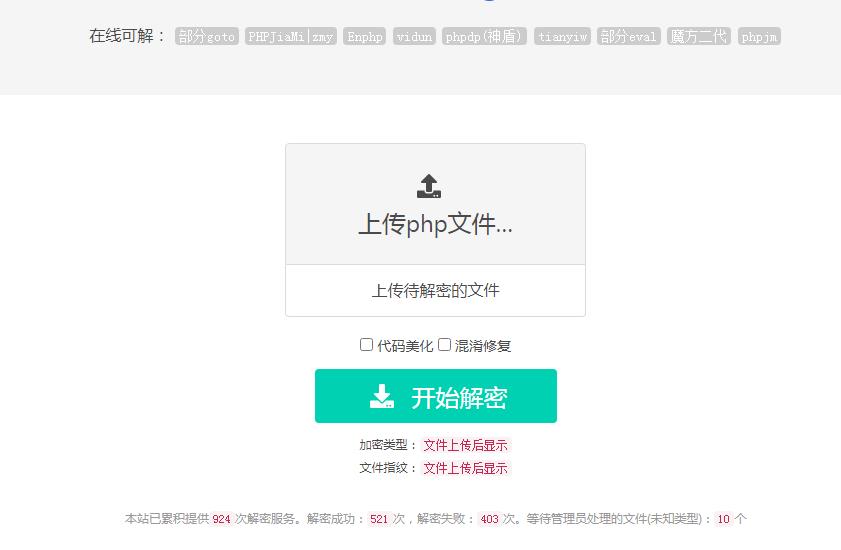 在线可解： 部分goto PHPJiaMi|zmy Enphp vidun phpdp(神盾) tianyiw 部分eval 魔方二代 phpjm
上传php文件...
上传待解密的文件
代码美化 混淆修复
开始解密
加密类型： 文件上传后显示
文件指纹： 文件上传后显示
本站已累积提供 924 次解密服务。解密成功： 521 次，解密失败： 403 次。等待管理员处理的文件(未知类型)： 10 个